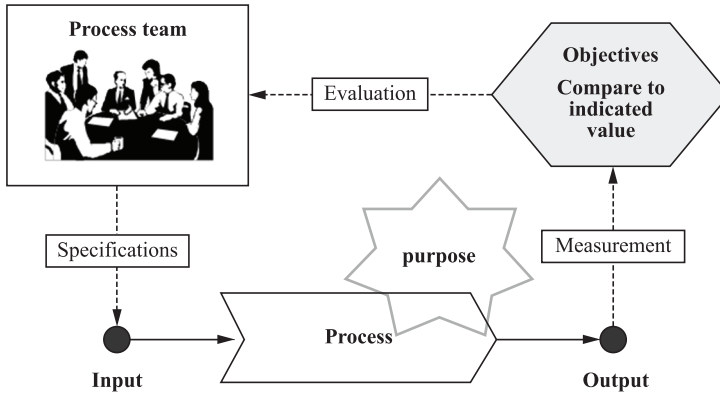 Process team
Objectives
Compare to
indicated
value
Evaluation
Specifications
Measurement
purpose
Process
Input
Output